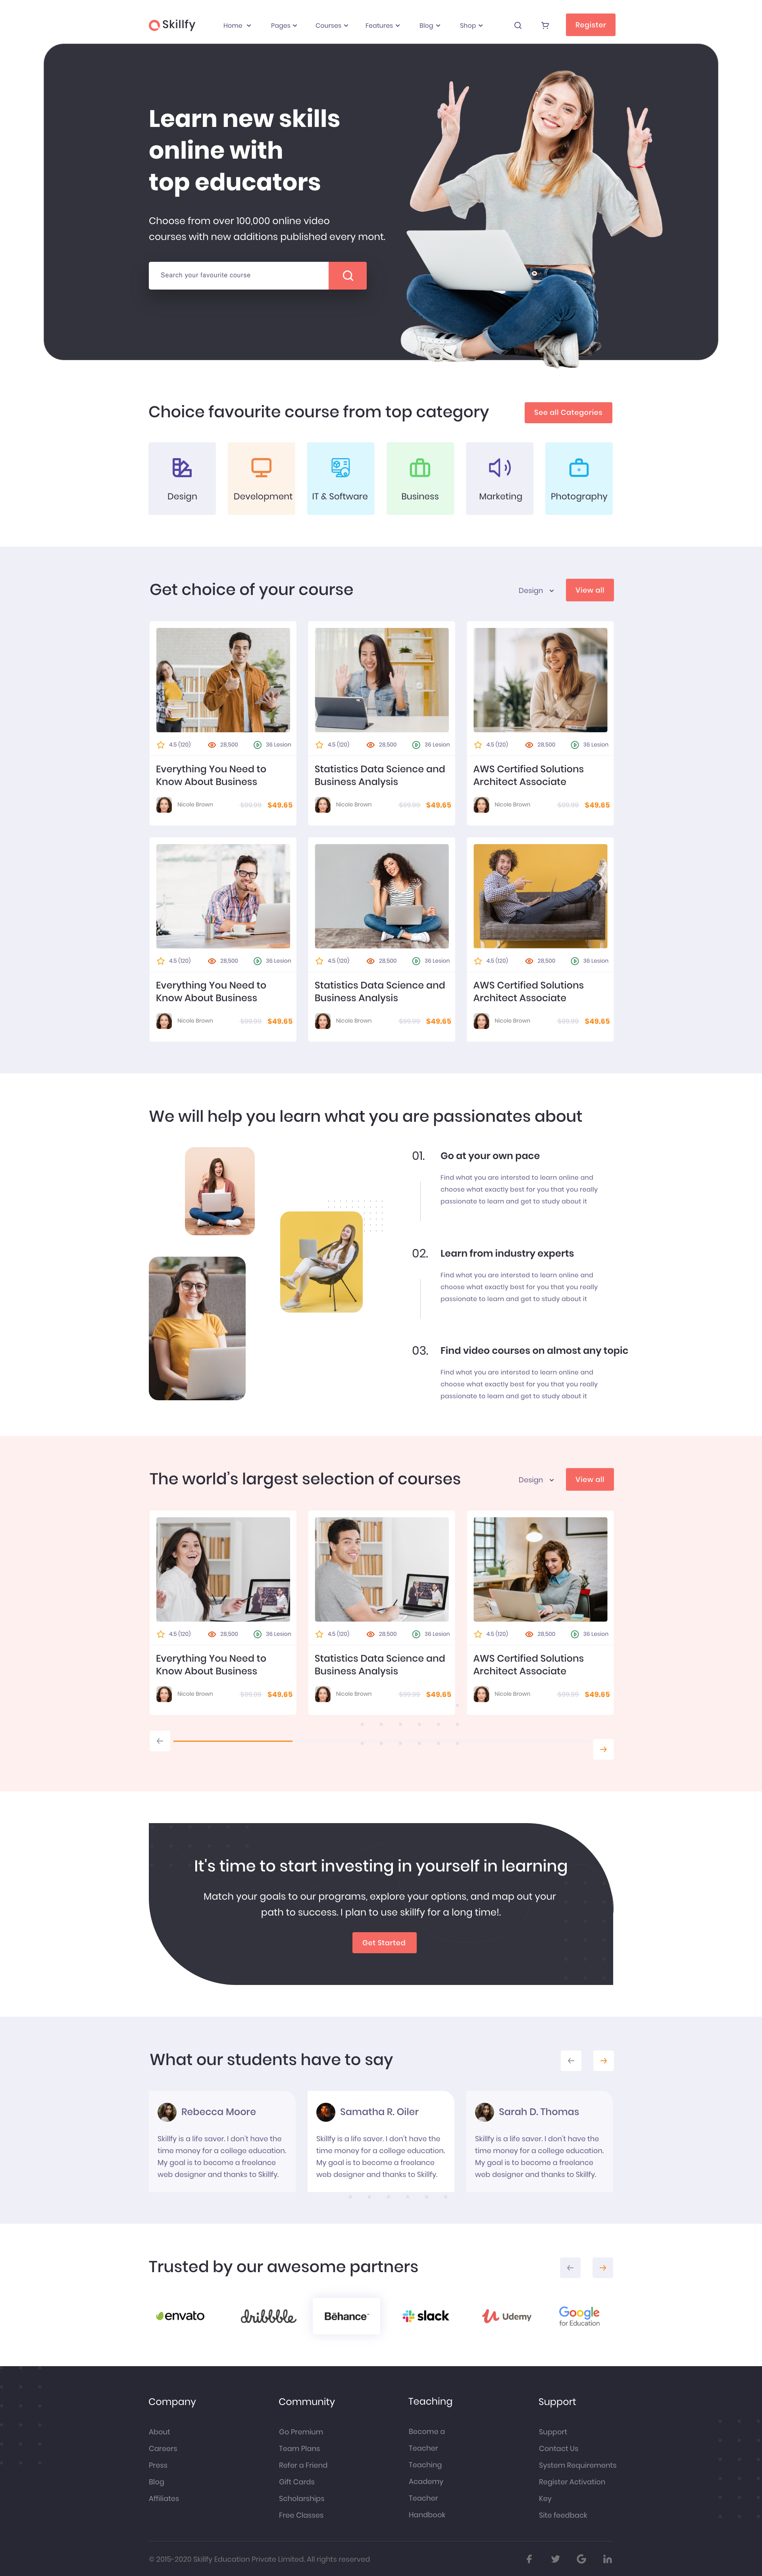 Skillfy
Home Pages Courses Features Blog Shop Register
Learn new skills
online with
top educators
Choose from over 100,000 online video
courses with new additions published every mont.
Search your favourite course
Choice favourite course from top category
See all Categories
Design Development IT & Software Business Marketing Photography
Get choice of your course
Design View all
4.5 (120) 28,500 36 Lesion
Everything You Need to
Know About Business
Nicole Brown $99.99 $49.65
4.5 (120) 28,500 36 Lesion
Statistics Data Science and
Business Analysis
Nicole Brown $99.99 $49.65
4.5 (120) 28,500 36 Lesion
AWS Certified Solutions
Architect Associate
Nicole Brown $99.99 $49.65
4.5 (120) 28,500 36 Lesion
Everything You Need to
Know About Business
Nicole Brown $99.99 $49.65
4.5 (120) 28,500 36 Lesion
Statistics Data Science and
Business Analysis
Nicole Brown $99.99 $49.65
4.5 (120) 28,500 36 Lesion
AWS Certified Solutions
Architect Associate
Nicole Brown $99.99 $49.65
We will help you learn what you are passionates about
01. Go at your own pace
Find what you are intersted to learn online and
choose what exactly best for you that you really
passionate to learn and get to study about it
02. Learn from industry experts
Find what you are intersted to learn online and
choose what exactly best for you that you really
passionate to learn and get to study about it
03. Find video courses on almost any topic
Find what you are intersted to learn online and
choose what exactly best for you that you really
passionate to learn and get to study about it
The world's largest selection of courses
Design View all
4.5 (120) 28,500 36 Lesion
Everything You Need to
Know About Business
Nicole Brown $99.99 $49.65
4.5 (120) 28,500 36 Lesion
Statistics Data Science and
Business Analysis
Nicole Brown $99.99 $49.65
4.5 (120) 28,500 36 Lesion
AWS Certified Solutions
Architect Associate
Nicole Brown $99.99 $49.65
It's time to start investing in yourself in learning
Match your goals to our programs, explore your options, and map out your
path to success. I plan to use skillfy for a long time!.
Get Started
What our students have to say
Rebecca Moore
Skillfy is a life saver. I don't have the
time money for a college education.
My goal is to become a freelance
web designer and thanks to Skillfy.
Samatha R. Oiler
Skillfy is a life saver. I don't have the
time money for a college education.
My goal is to become a freelance
web designer and thanks to Skillfy.
Sarah D. Thomas
Skillfy is a life saver. I don't have the
time money for a college education.
My goal is to become a freelance
web designer and thanks to Skillfy.
Trusted by our awesome partners
envato dribbble Bēhance slack Udemy Google
for Education
Company
About
Careers
Press
Blog
Affiliates
Community
Go Premium
Team Plans
Refer a Friend
Gift Cards
Scholarships
Free Classes
Teaching
Become a
Teacher
Teaching
Academy
Teacher
Handbook
Support
Support
Contact Us
System Requirements
Register Activation
Key
Site feedback
© 2015-2020 Skillfy Education Private Limited. All rights reserved